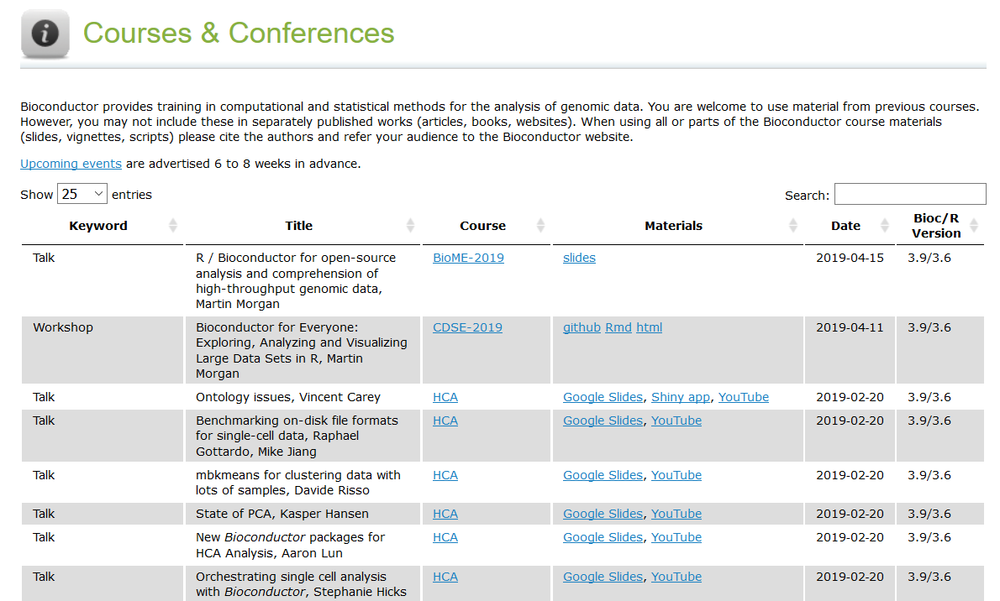 Courses & Conferences
Bioconductor provides training in computational and statistical methods for the analysis of genomic data. You are welcome to use material from previous courses.
However, you may not include these in separately published works (articles, books, websites). When using all or parts of the Bioconductor course materials
(slides, vignettes, scripts) please cite the authors and refer your audience to the Bioconductor website.
Upcoming events are advertised 6 to 8 weeks in advance.
Show 25 entries Search:
Keyword Title Course Materials Date Bioc/R
Version
Talk R / Bioconductor for open-source BioME-2019 slides 2019-04-15 3.9/3.6
analysis and comprehension of
high-throughput genomic data,
Martin Morgan
Workshop Bioconductor for Everyone: CDSE-2019 github Rmd html 2019-04-11 3.9/3.6
Exploring, Analyzing and Visualizing
Large Data Sets in R, Martin
Morgan
Talk Ontology issues, Vincent Carey HCA Google Slides, Shiny app, YouTube 2019-02-20 3.9/3.6
Talk Benchmarking on-disk file formats HCA Google Slides, YouTube 2019-02-20 3.9/3.6
for single-cell data, Raphael
Gottardo, Mike Jiang
Talk mbkmeans for clustering data with HCA Google Slides, YouTube 2019-02-20 3.9/3.6
lots of samples, Davide Risso
Talk State of PCA, Kasper Hansen HCA Google Slides, YouTube 2019-02-20 3.9/3.6
Talk New Bioconductor packages for HCA Google Slides, YouTube 2019-02-20 3.9/3.6
HCA Analysis, Aaron Lun
Talk Orchestrating single cell analysis HCA Google Slides, YouTube 2019-02-20 3.9/3.6
with Bioconductor, Stephanie Hicks